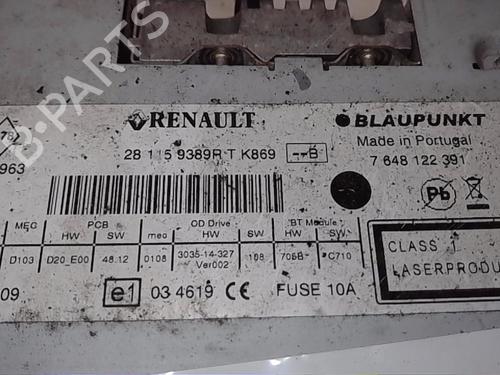 B-PARTS
RENAULT
BLAUPUNKT
Made in Portugal
28 115 9389R T K869 --B
7 648 122 391
963
Pb
MEC PCB meo OD Drive BT Module
HW SW HW SW HW SW
D103 D20_E00 48.12 0108 3035-14-327 Ver002 108 705B C710
CLASS 1
LASERPRODU
09
e1 03 4619 CE FUSE 10A